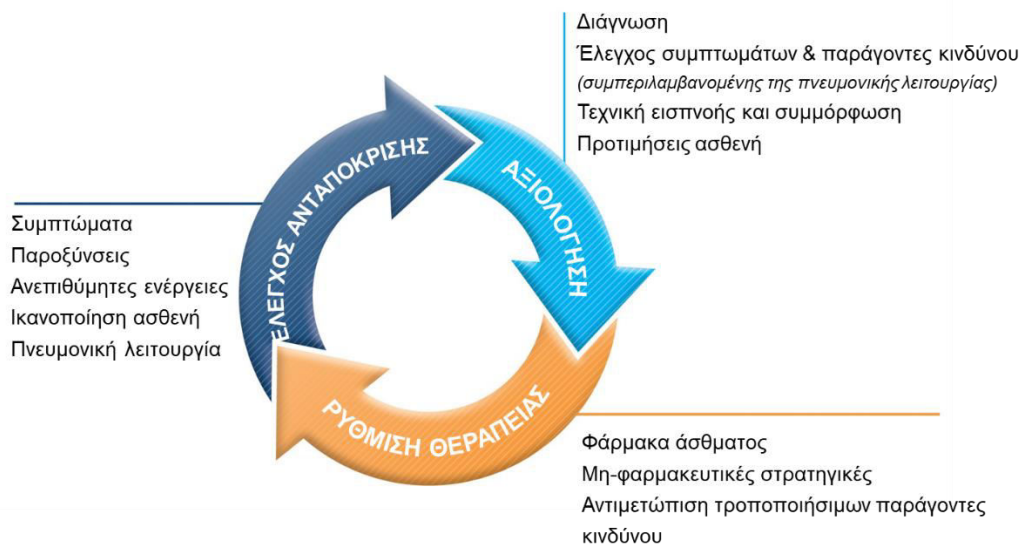 Διάγνωση
Έλεγχος συμπτωμάτων & παράγοντες κινδύνου
(συμπεριλαμβανομένης της πνευμονικής λειτουργίας)
Τεχνική εισπνοής και συμμόρφωση
Προτιμήσεις ασθενή
ΑΞΙΟΛΟΓΗΣΗ
Φάρμακα άσθματος
Μη-φαρμακευτικές στρατηγικές
Αντιμετώπιση τροποποιήσιμων παράγοντες
κινδύνου
ΡΥΘΜΙΣΗ ΘΕΡΑΠΕΙΑΣ
Συμπτώματα
Παροξύνσεις
Ανεπιθύμητες ενέργειες
Ικανοποίηση ασθενή
Πνευμονική λειτουργία
ΕΛΕΓΧΟΣ ΑΝΤΑΠΟΚΡΙΣΗΣ